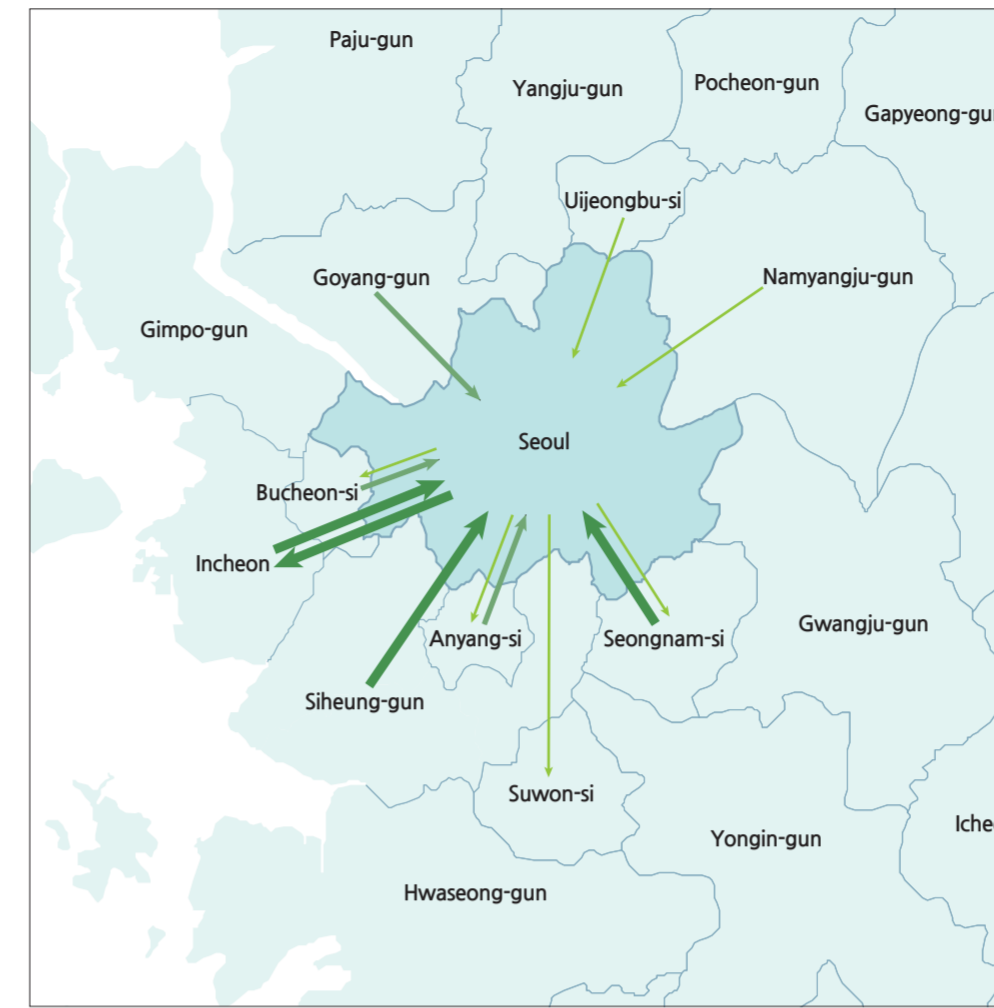 Paju-gun
Yangju-gun
Pocheon-gun
Gapyeong-gu
Uijeongbu-si
Goyang-gun
Namyangju-gun
Gimpo-gun
Seoul
Bucheon-si
Incheon
Anyang-si
Seongnam-si
Gwangju-gun
Siheung-gun
Suwon-si
Yongin-gun
Iche
Hwaseong-gun